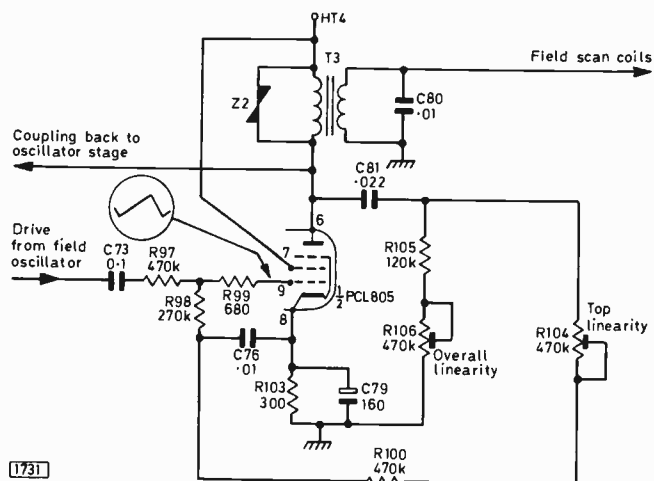 HT4
T3
Field scan coils
Z2
C80
·01
Coupling back to
oscillator stage
C81
·022
6
Drive
from field
oscillator
C73
0·1
R97
470k
7
9
R99
680
R98
270k
8
½PCL805
R105
120k
R106
470k
Overall
linearity
Top
linearity
R104
470k
C76
·01
R103
300
C79
160
R100
470k
1731